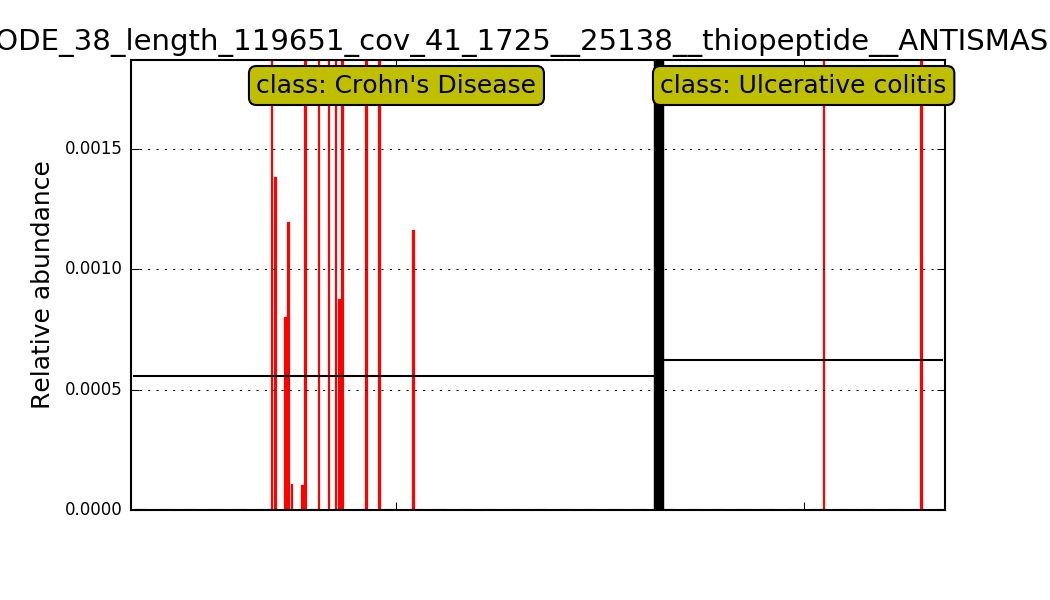 ODE_38_length_119651_cov_41_1725__25138__thiopeptide__ANTISMAS
class: Crohn's Disease
class: Ulcerative colitis
Relative abundance
0.0015
0.0010
0.0005
0.0000